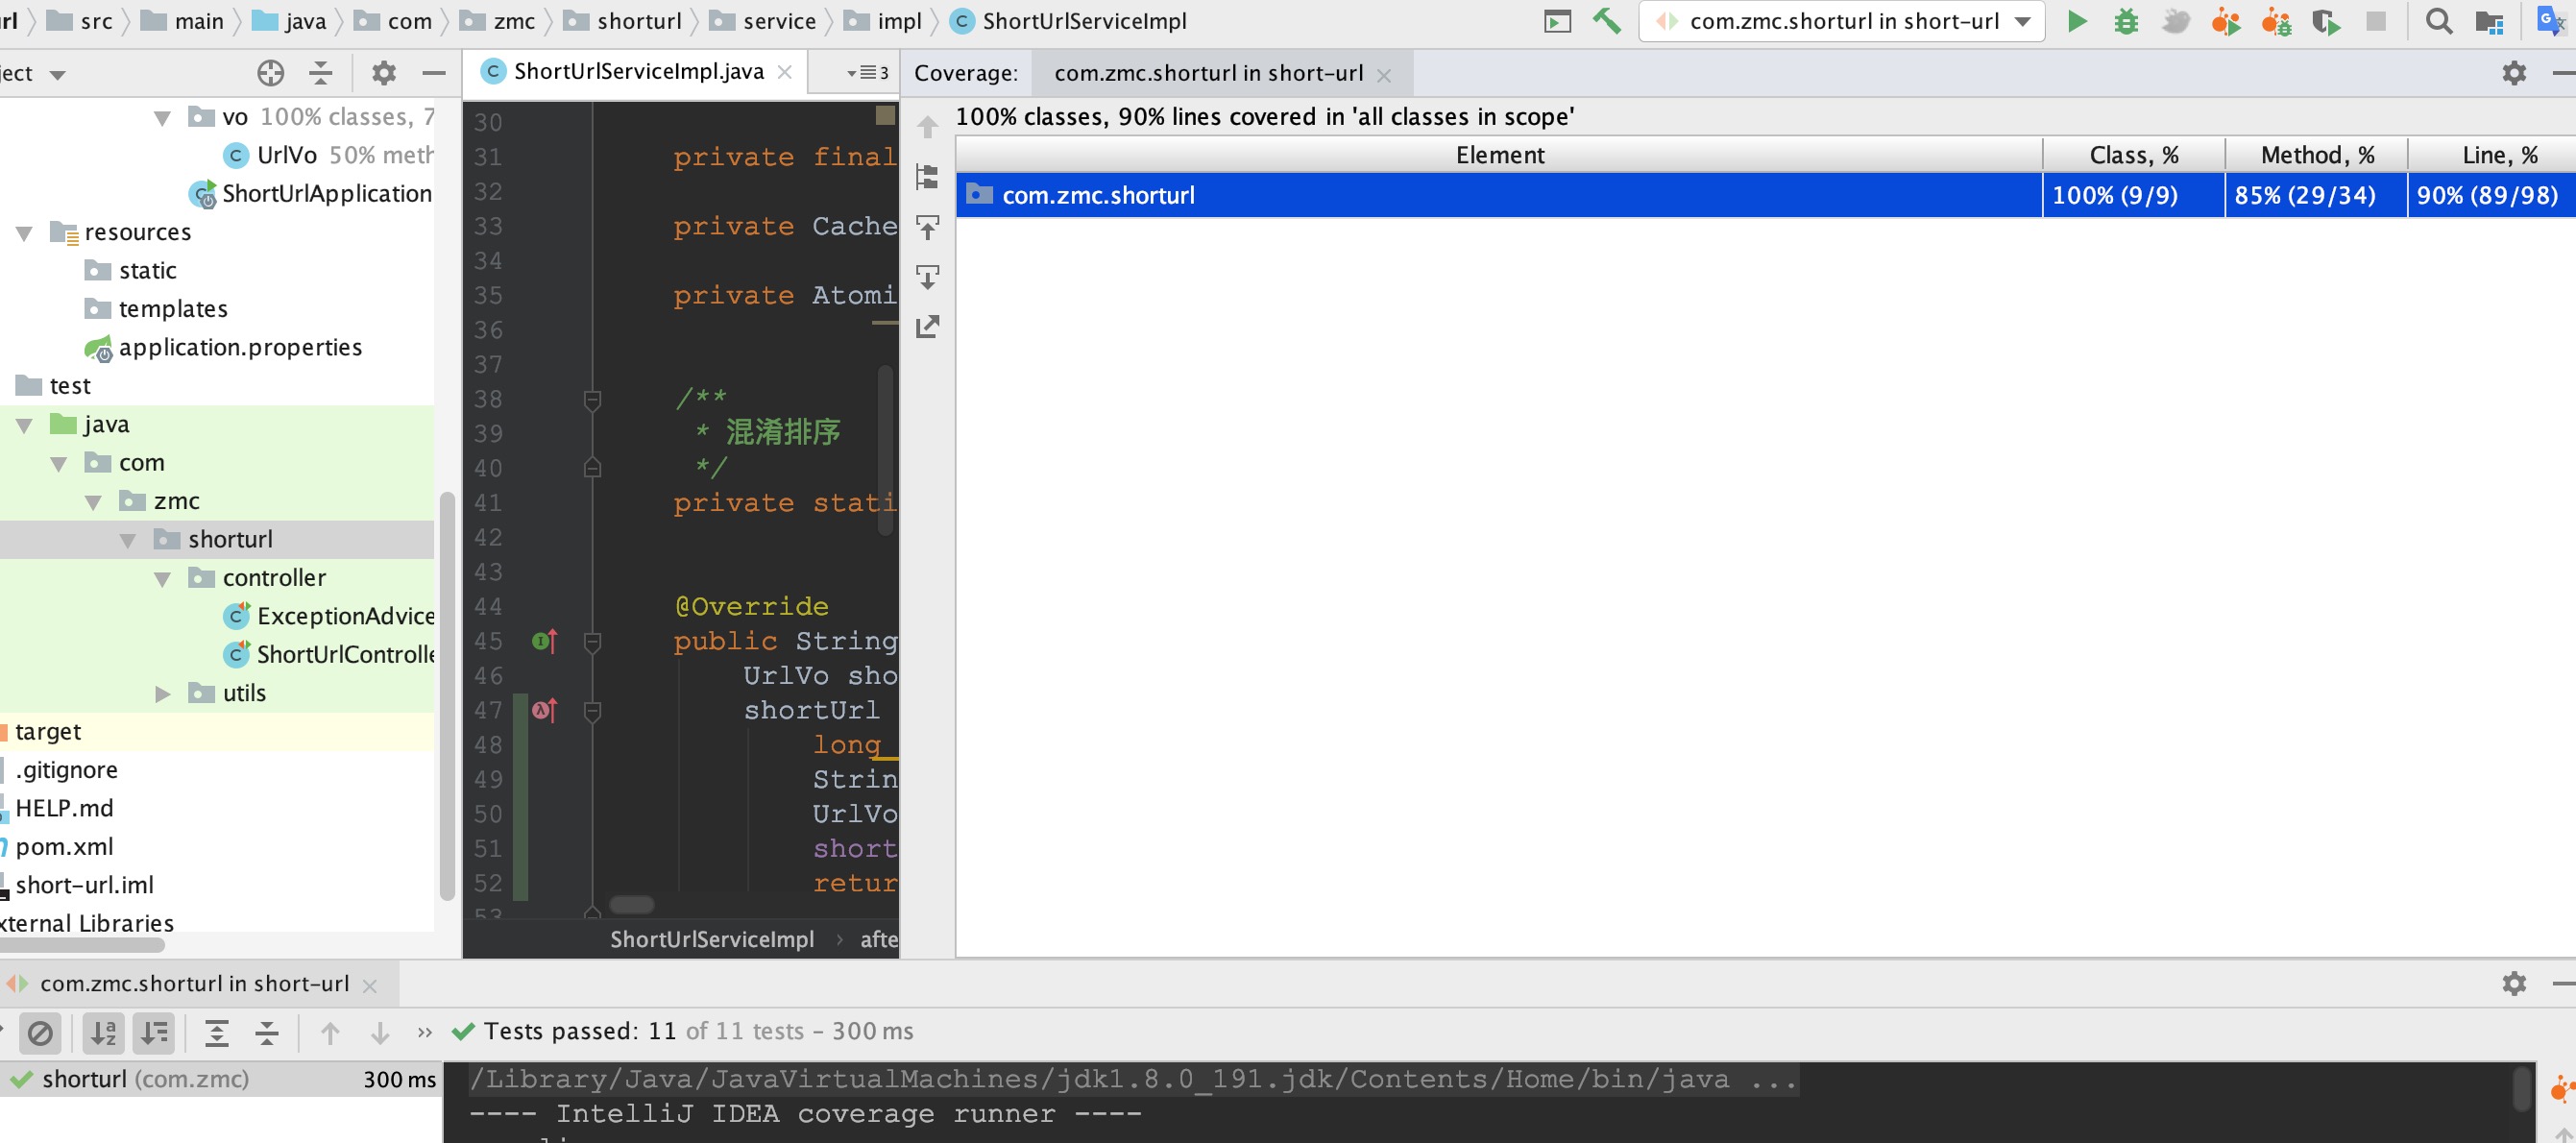 rl src main java com zmc shorturl service impl ShortUrlServiceImpl com.zmc.shorturl in short-url
ject
vo 100% classes, 7
UrlVo 50% meth
ShortUrlApplication
resources
static
templates
application.properties
test
java
com
zmc
shorturl
controller
ExceptionAdvice
ShortUrlControlle
utils
target
.gitignore
HELP.md
pom.xml
short-url.iml
xternal Libraries
ShortUrlServiceImpl.java 3
30
31 private final
32
33 private Cache
34
35 private Atomi
36
37
38 /**
39 * 混淆排序
40 */
41 private stati
42
43
44 @Override
45 public String
46 UrlVo sho
47 shortUrl
48 long
49 Strin
50 UrlVo
51 short
52 retur
53
ShortUrlServiceImpl › afte
Coverage: com.zmc.shorturl in short-url
100% classes, 90% lines covered in 'all classes in scope'
Element Class, % Method, % Line, %
com.zmc.shorturl 100% (9/9) 85% (29/34) 90% (89/98)
com.zmc.shorturl in short-url
Tests passed: 11 of 11 tests – 300 ms
shorturl (com.zmc) 300 ms
/Library/Java/JavaVirtualMachines/jdk1.8.0_191.jdk/Contents/Home/bin/java ...
---- IntelliJ IDEA coverage runner ----